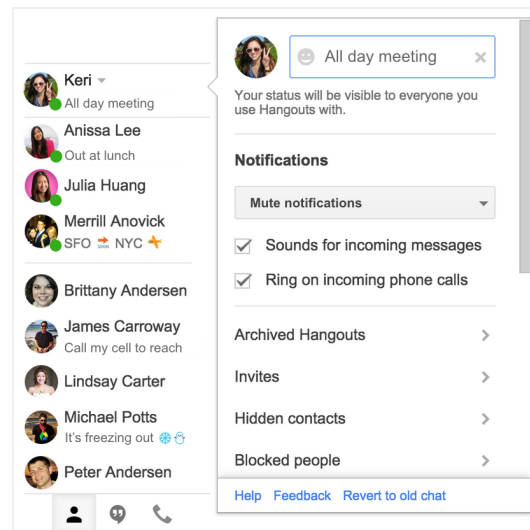 Keri
All day meeting
Anissa Lee
Out at lunch
Julia Huang
Merrill Anovick
SFO NYC
Brittany Andersen
James Carroway
Call my cell to reach
Lindsay Carter
Michael Potts
It's freezing out
Peter Andersen
All day meeting
Your status will be visible to everyone you
use Hangouts with.
Notifications
Mute notifications
Sounds for incoming messages
Ring on incoming phone calls
Archived Hangouts
Invites
Hidden contacts
Blocked people
Help Feedback Revert to old chat